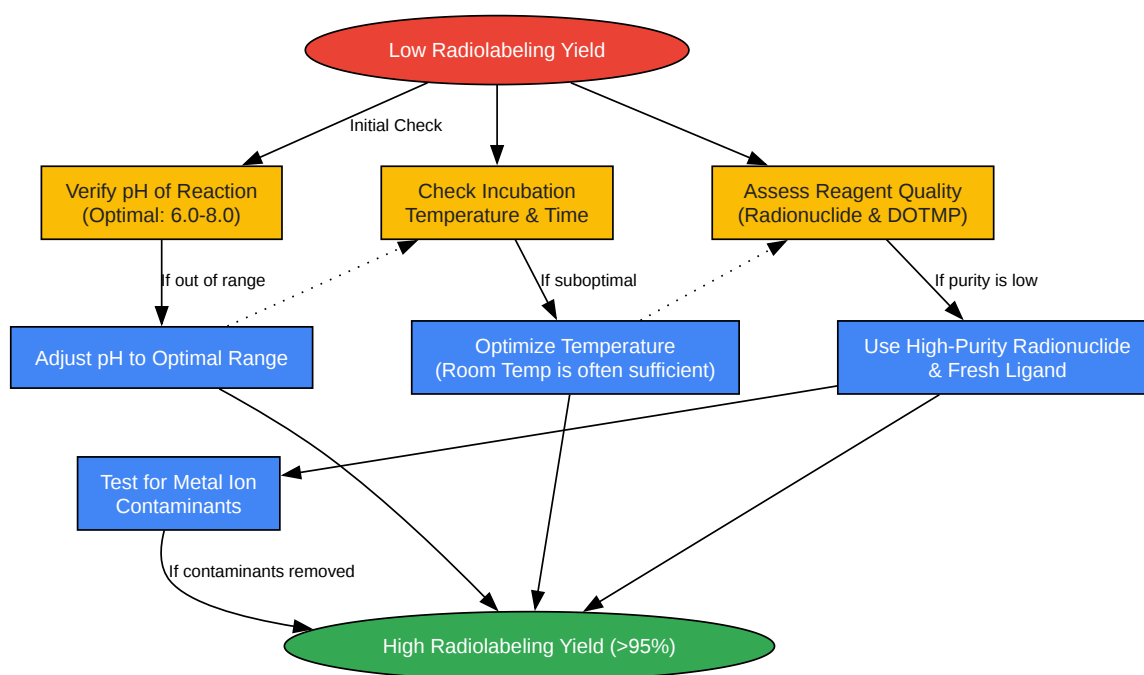 Low Radiolabeling Yield
Initial Check
Verify pH of Reaction
(Optimal: 6.0-8.0)
Check Incubation
Temperature & Time
Assess Reagent Quality
(Radionuclide & DOTMP)
If out of range
If suboptimal
If purity is low
Adjust pH to Optimal Range
Optimize Temperature
(Room Temp is often sufficient)
Use High-Purity Radionuclide
& Fresh Ligand
Test for Metal Ion
Contaminants
If contaminants removed
High Radiolabeling Yield (>95%)